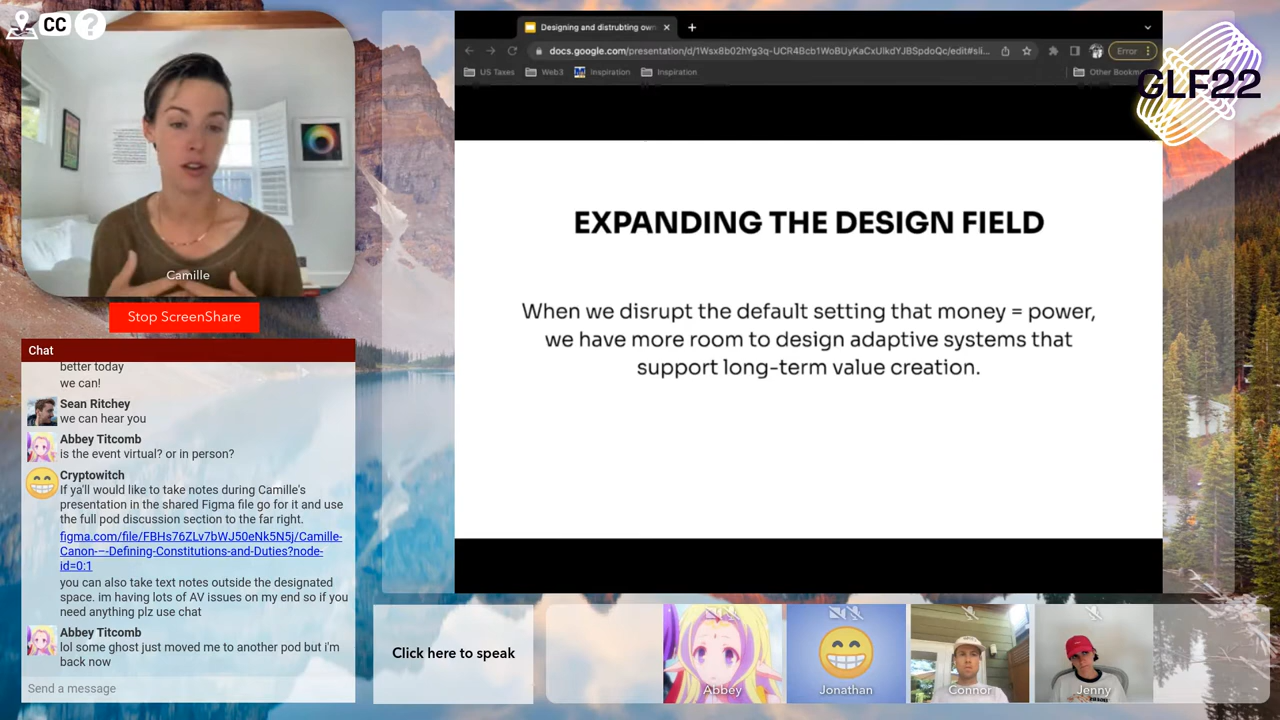 CC
?
Camille
Stop ScreenShare
Chat
better today
we can!
Sean Ritchey
we can hear you
Abbey Titcomb
is the event virtual? or in person?
Cryptowitch
If ya'll would like to take notes during Camille's
presentation in the shared Figma file go for it and use
the full pod discussion section to the far right.
figma.com/file/FBHs76ZLv7bWJ50eNk5N5j/Camille-
Canon-–-Defining-Constitutions-and-Duties?node-
id=0:1
you can also take text notes outside the designated
space. im having lots of AV issues on my end so if you
need anything plz use chat
Abbey Titcomb
lol some ghost just moved me to another pod but i'm
back now
Send a message
Designing and distrubting own
docs.google.com/presentation/d/1Wsx8b02hYg3q-UCR4Bcb1WoBUyKaCxUlkdYJBSpdoQc/edit#sli...
Error
US Taxes
Web3
Inspiration
Inspiration
Other Bookm
GLF22
EXPANDING THE DESIGN FIELD
When we disrupt the default setting that money = power,
we have more room to design adaptive systems that
support long-term value creation.
Click here to speak
Abbey
Jonathan
Connor
Jenny